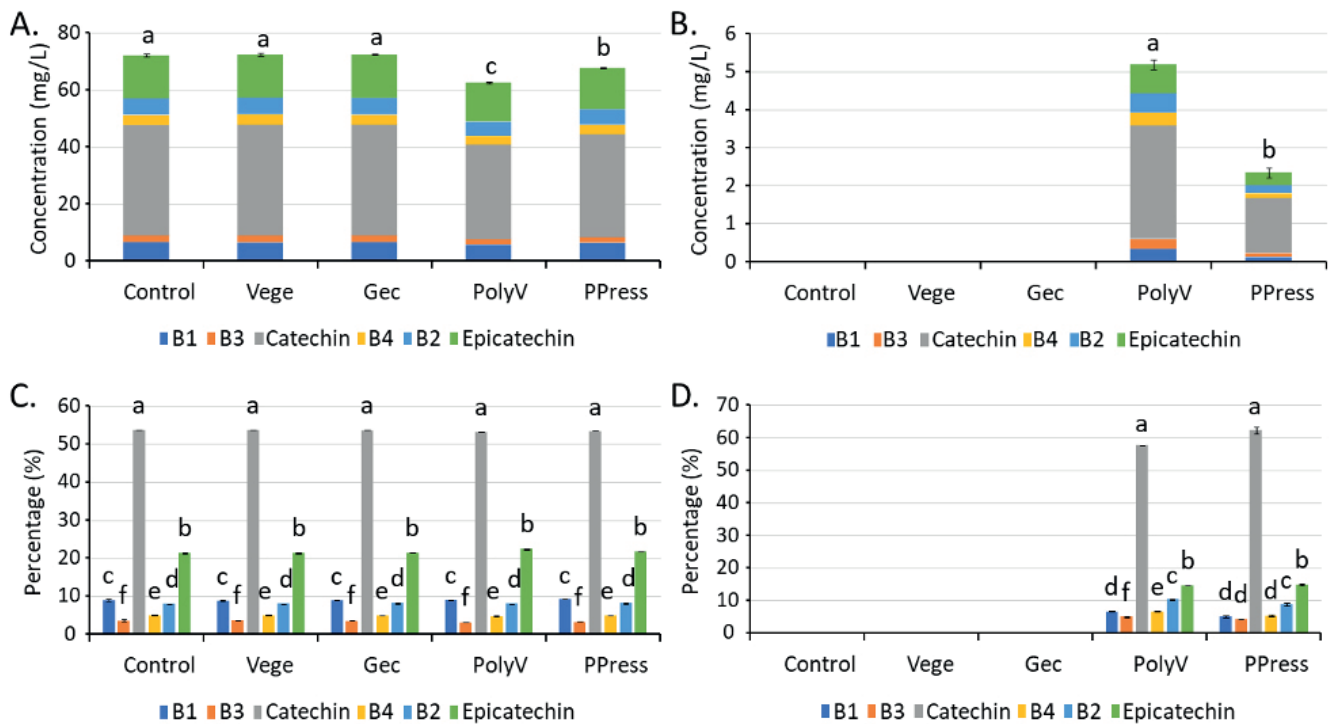 A.
a a a c b
Concentration (mg/L)
80
60
40
20
0
Control Vege Gec PolyV PPress
B1 B3 Catechin B4 B2 Epicatechin
B.
a b
Concentration (mg/L)
6
5
4
3
2
1
0
Control Vege Gec PolyV PPress
B1 B3 Catechin B4 B2 Epicatechin
C.
Percentage (%)
60
50
40
30
20
10
0
c f a e d b c f a e d b c f a e d b c f a e d b c f a e d b
Control Vege Gec PolyV PPress
B1 B3 Catechin B4 B2 Epicatechin
D.
Percentage (%)
70
60
50
40
30
20
10
0
d f a e c b d d a d c b
Control Vege Gec PolyV PPress
B1 B3 Catechin B4 B2 Epicatechin